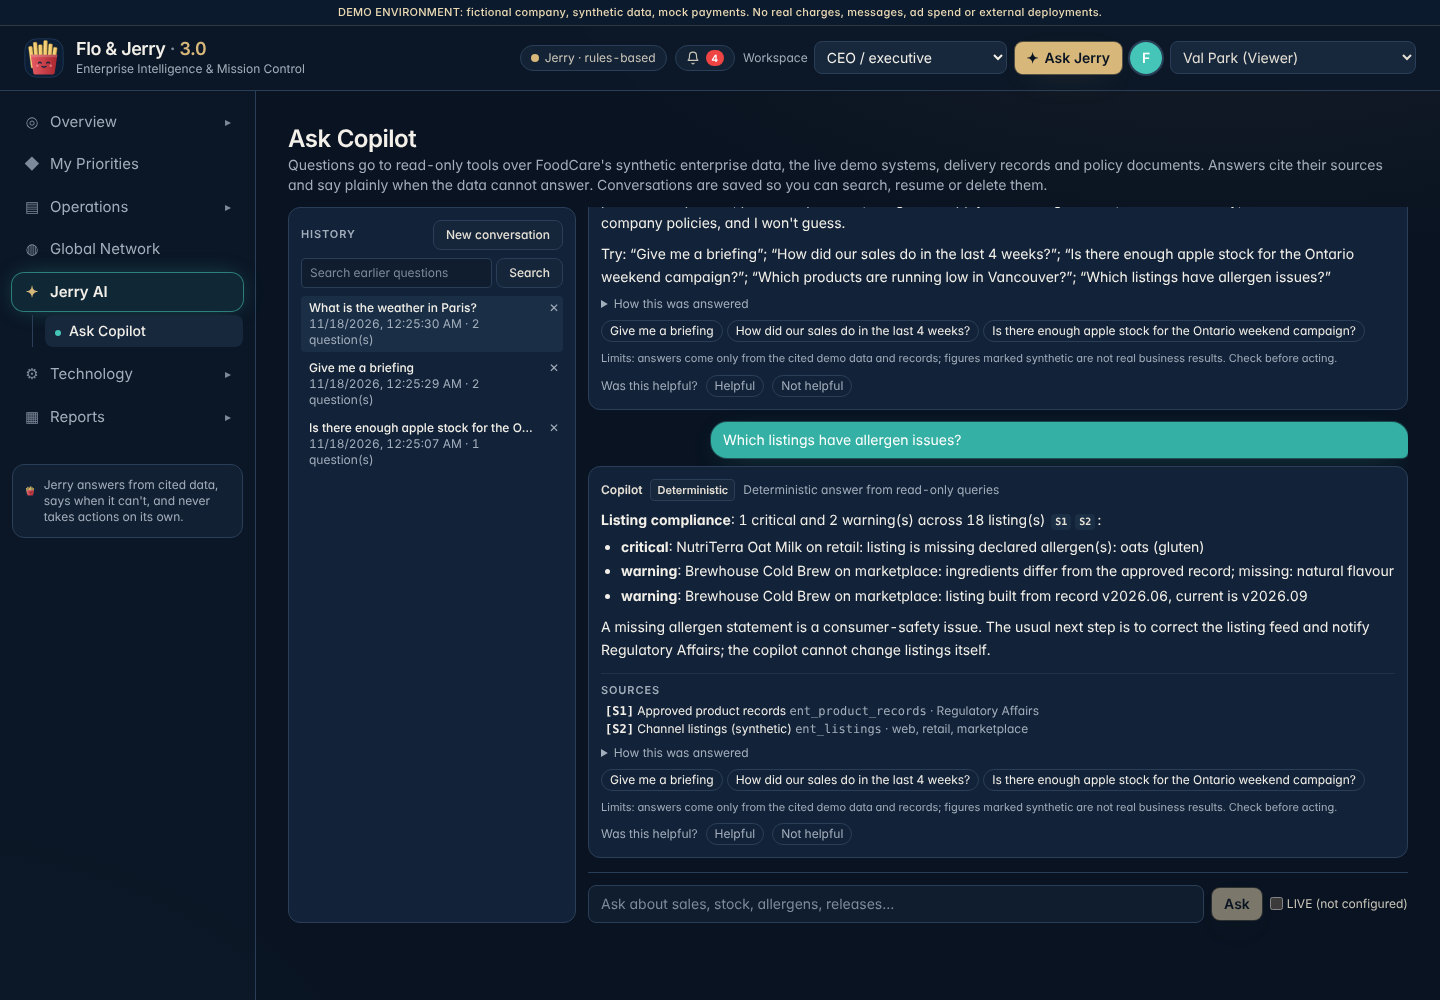 DEMO ENVIRONMENT: fictional company, synthetic data, mock payments. No real charges, messages, ad spend or external deployments.
Flo & Jerry · 3.0
Enterprise Intelligence & Mission Control
Jerry · rules-based
4
Workspace
CEO / executive
✦ Ask Jerry
F
Val Park (Viewer)
Overview
My Priorities
Operations
Global Network
Jerry AI
Ask Copilot
Technology
Reports
Jerry answers from cited data,
says when it can't, and never
takes actions on its own.
Ask Copilot
Questions go to read-only tools over FoodCare's synthetic enterprise data, the live demo systems, delivery records and policy documents. Answers cite their sources
and say plainly when the data cannot answer. Conversations are saved so you can search, resume or delete them.
HISTORY
New conversation
Search earlier questions
Search
What is the weather in Paris? ×
11/18/2026, 12:25:30 AM · 2
question(s)
Give me a briefing ×
11/18/2026, 12:25:29 AM · 2
question(s)
Is there enough apple stock for the O... ×
11/18/2026, 12:25:07 AM · 1
question(s)
company policies, and I won't guess.
Try: “Give me a briefing”; “How did our sales do in the last 4 weeks?”; “Is there enough apple stock for the Ontario
weekend campaign?”; “Which products are running low in Vancouver?”; “Which listings have allergen issues?”
▶ How this was answered
Give me a briefing
How did our sales do in the last 4 weeks?
Is there enough apple stock for the Ontario weekend campaign?
Limits: answers come only from the cited demo data and records; figures marked synthetic are not real business results. Check before acting.
Was this helpful? Helpful Not helpful
Which listings have allergen issues?
Copilot Deterministic Deterministic answer from read-only queries
Listing compliance: 1 critical and 2 warning(s) across 18 listing(s) S1 S2 :
• critical: NutriTerra Oat Milk on retail: listing is missing declared allergen(s): oats (gluten)
• warning: Brewhouse Cold Brew on marketplace: ingredients differ from the approved record; missing: natural flavour
• warning: Brewhouse Cold Brew on marketplace: listing built from record v2026.06, current is v2026.09
A missing allergen statement is a consumer-safety issue. The usual next step is to correct the listing feed and notify
Regulatory Affairs; the copilot cannot change listings itself.
SOURCES
[S1] Approved product records ent_product_records · Regulatory Affairs
[S2] Channel listings (synthetic) ent_listings · web, retail, marketplace
▶ How this was answered
Give me a briefing
How did our sales do in the last 4 weeks?
Is there enough apple stock for the Ontario weekend campaign?
Limits: answers come only from the cited demo data and records; figures marked synthetic are not real business results. Check before acting.
Was this helpful? Helpful Not helpful
Ask about sales, stock, allergens, releases...
Ask
LIVE (not configured)